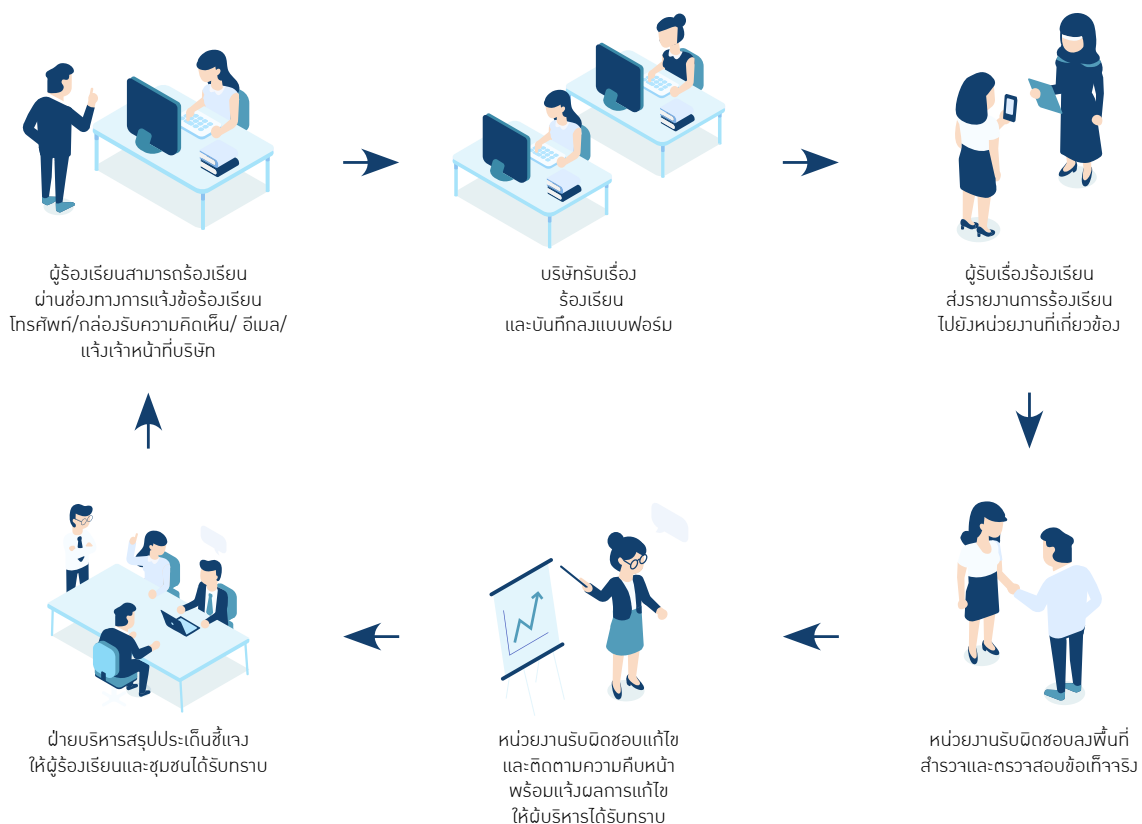 ผู้ร้องเรียนสามารถร้องเรียน
ผ่านช่องทางการแจ้งข้อร้องเรียน
โทรศัพท์/กล่องรับความคิดเห็น/ อีเมล/
แจ้งเจ้าหน้าที่บริษัท
บริษัทรับเรื่อง
ร้องเรียน
และบันทึกลงแบบฟอร์ม
ผู้รับเรื่องร้องเรียน
ส่งรายงานการร้องเรียน
ไปยังหน่วยงานที่เกี่ยวข้อง
หน่วยงานรับผิดชอบลงพื้นที่
สำรวจและตรวจสอบข้อเท็จจริง
หน่วยงานรับผิดชอบแก้ไข
และติดตามความคืบหน้า
พร้อมแจ้งผลการแก้ไข
ให้ผู้บริหารได้รับทราบ
ฝ่ายบริหารสรุปประเด็นชี้แจง
ให้ผู้ร้องเรียนและชุมชนได้รับทราบ